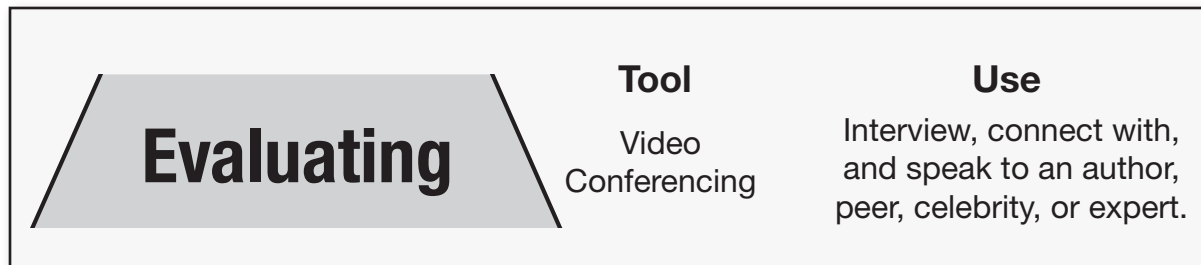 Evaluating
Tool
Video
Conferencing
Use
Interview, connect with,
and speak to an author,
peer, celebrity, or expert.